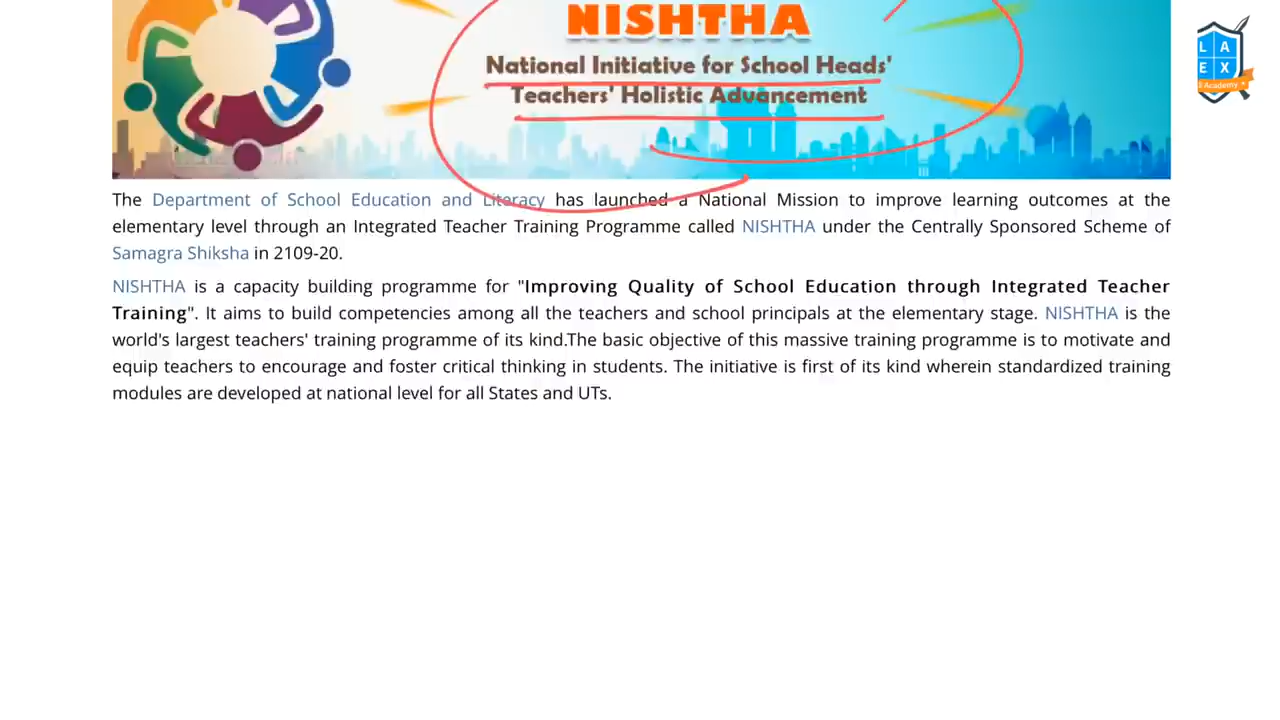 NISHTHA
National Initiative for School Heads'
Teachers' Holistic Advancement
The Department of School Education and Literacy has launched a National Mission to improve learning outcomes at the
elementary level through an Integrated Teacher Training Programme called NISHTHA under the Centrally Sponsored Scheme of
Samagra Shiksha in 2109-20.
NISHTHA is a capacity building programme for "Improving Quality of School Education through Integrated Teacher
Training". It aims to build competencies among all the teachers and school principals at the elementary stage. NISHTHA is the
world's largest teachers' training programme of its kind.The basic objective of this massive training programme is to motivate and
equip teachers to encourage and foster critical thinking in students. The initiative is first of its kind wherein standardized training
modules are developed at national level for all States and UTs.
L A
E X
Academy